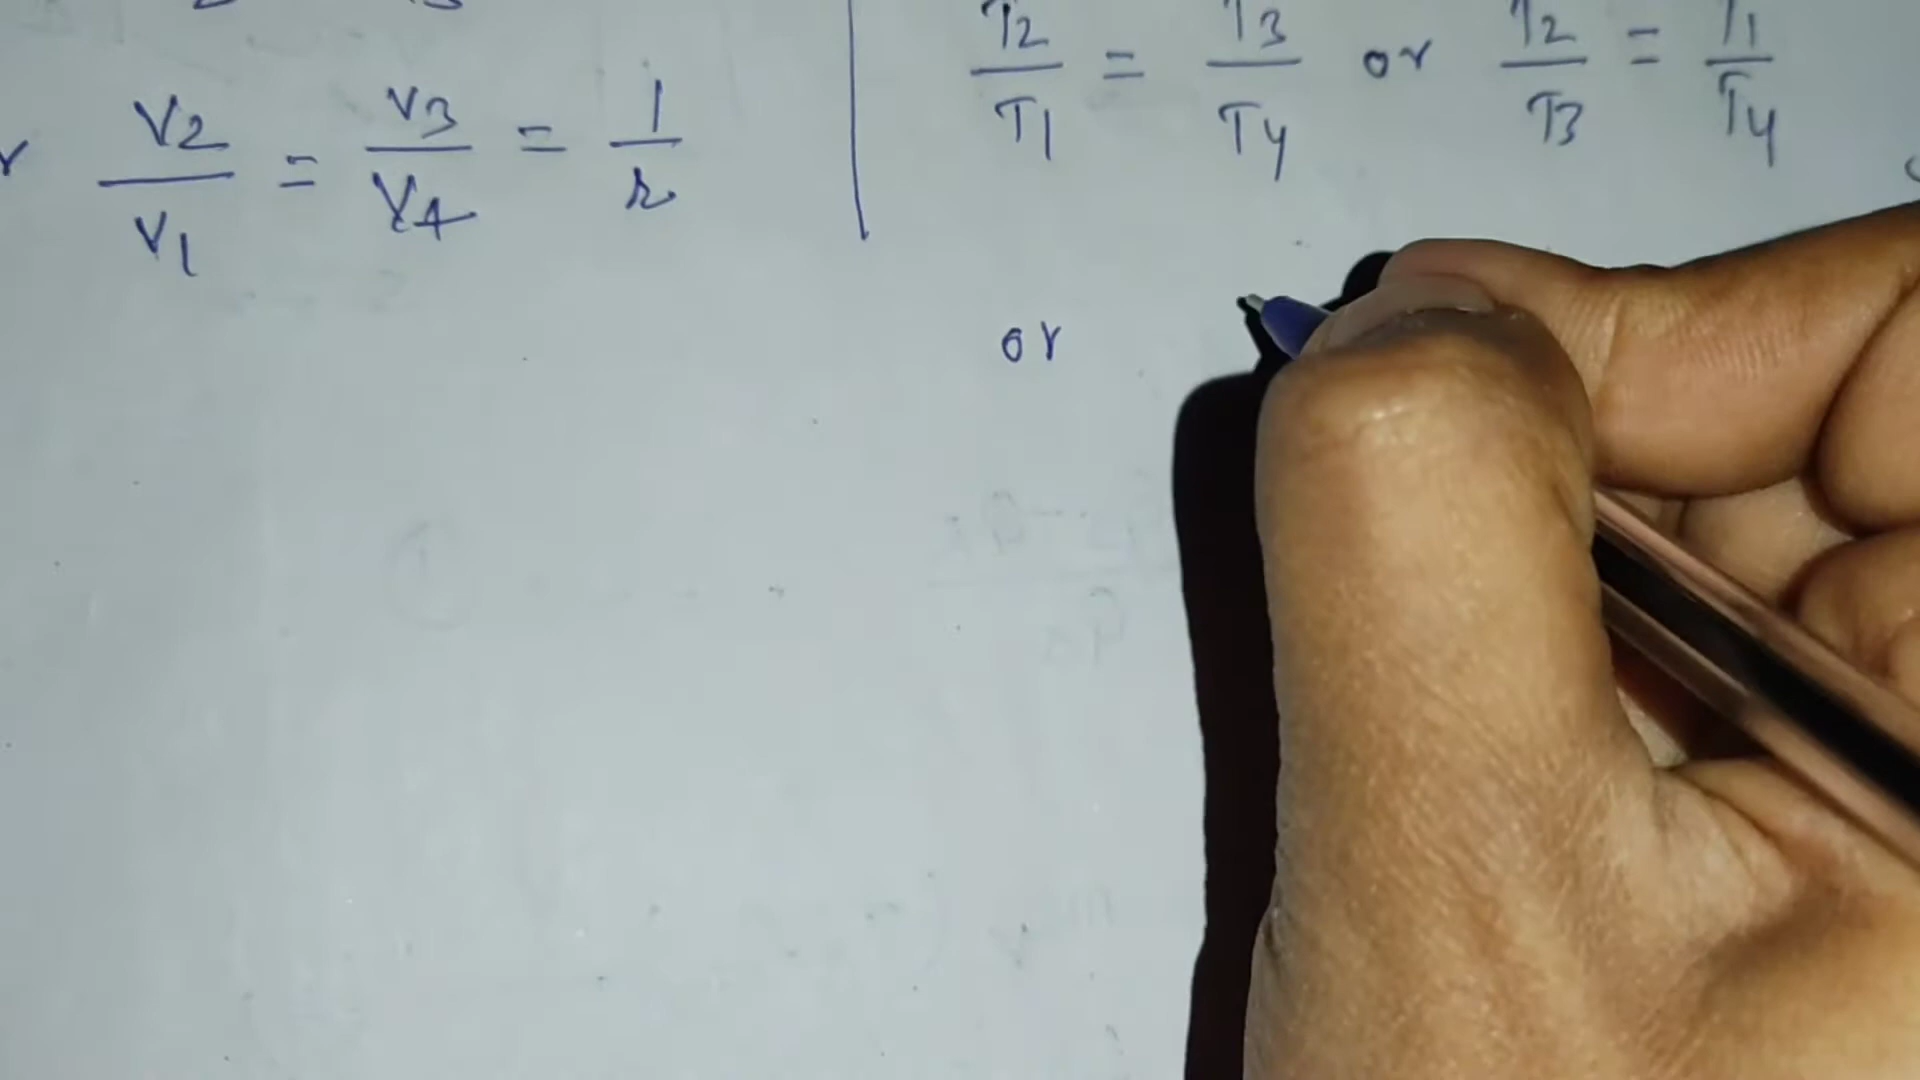 r V2/V1 = V3/V4 = 1/r
T2/T1 = T3/T4 or T2/T3 = T1/T4
or